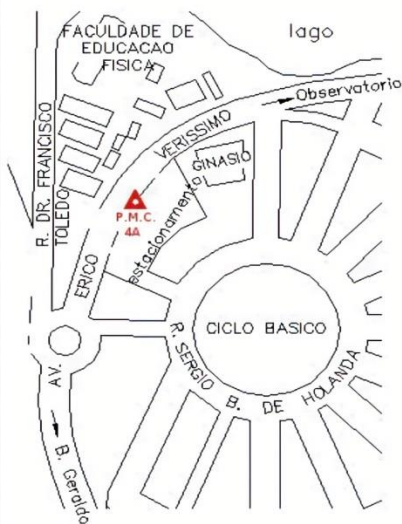 FACULDADE DE
EDUCACAO
FISICA
lago
Observatorio
VERISSIMO
GINASIO
R. DR. FRANCISCO
TOLEDO
P.M.C.
4A
estacionamento
ERICO
CICLO BASICO
R. SERGIO B. DE HOLANDA
AV.
B. Geraldo